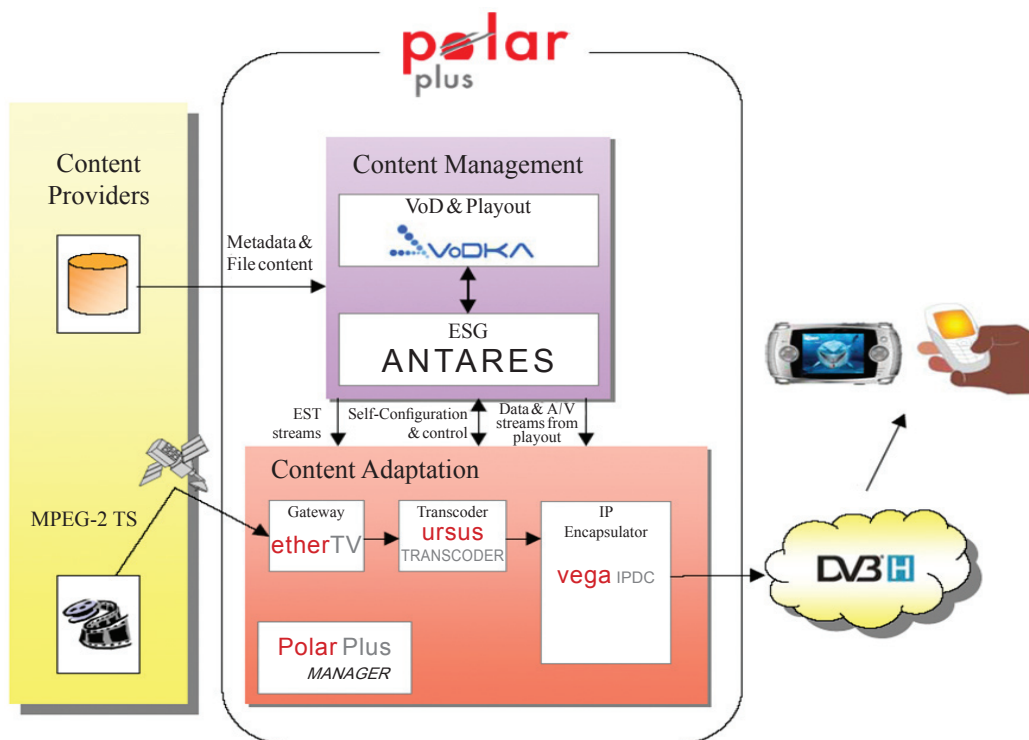 polar
plus
Content
Providers
Metadata &
File content
Content Management
VoD & Playout
VoDKA
ESG
ANTARES
EST
streams
Self-Configuration
& control
Data & A/V
streams from
playout
MPEG-2 TS
Content Adaptation
Gateway
etherTV
Transcoder
ursus
TRANSCODER
IP
Encapsulator
vega IPDC
Polar Plus
MANAGER
DVB H